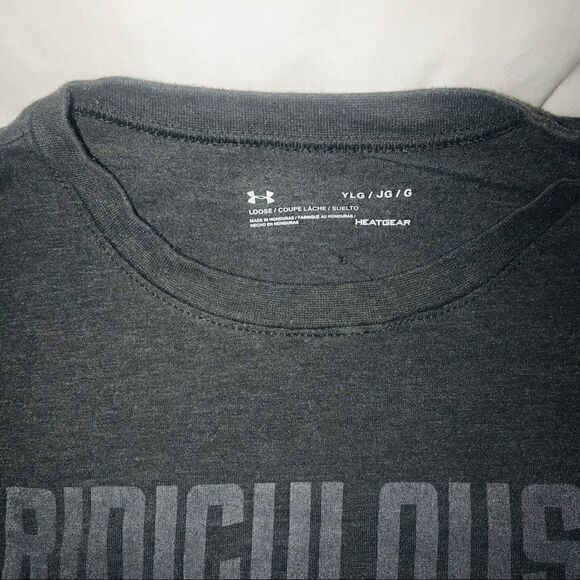 YLG / JG / G
LOOSE / COUPE LÂCHE / SUELTO
MADE IN HONDURAS / FABRIQUÉ AU HONDURAS /
HECHO EN HONDURAS
HEATGEAR
RIDICULOUS